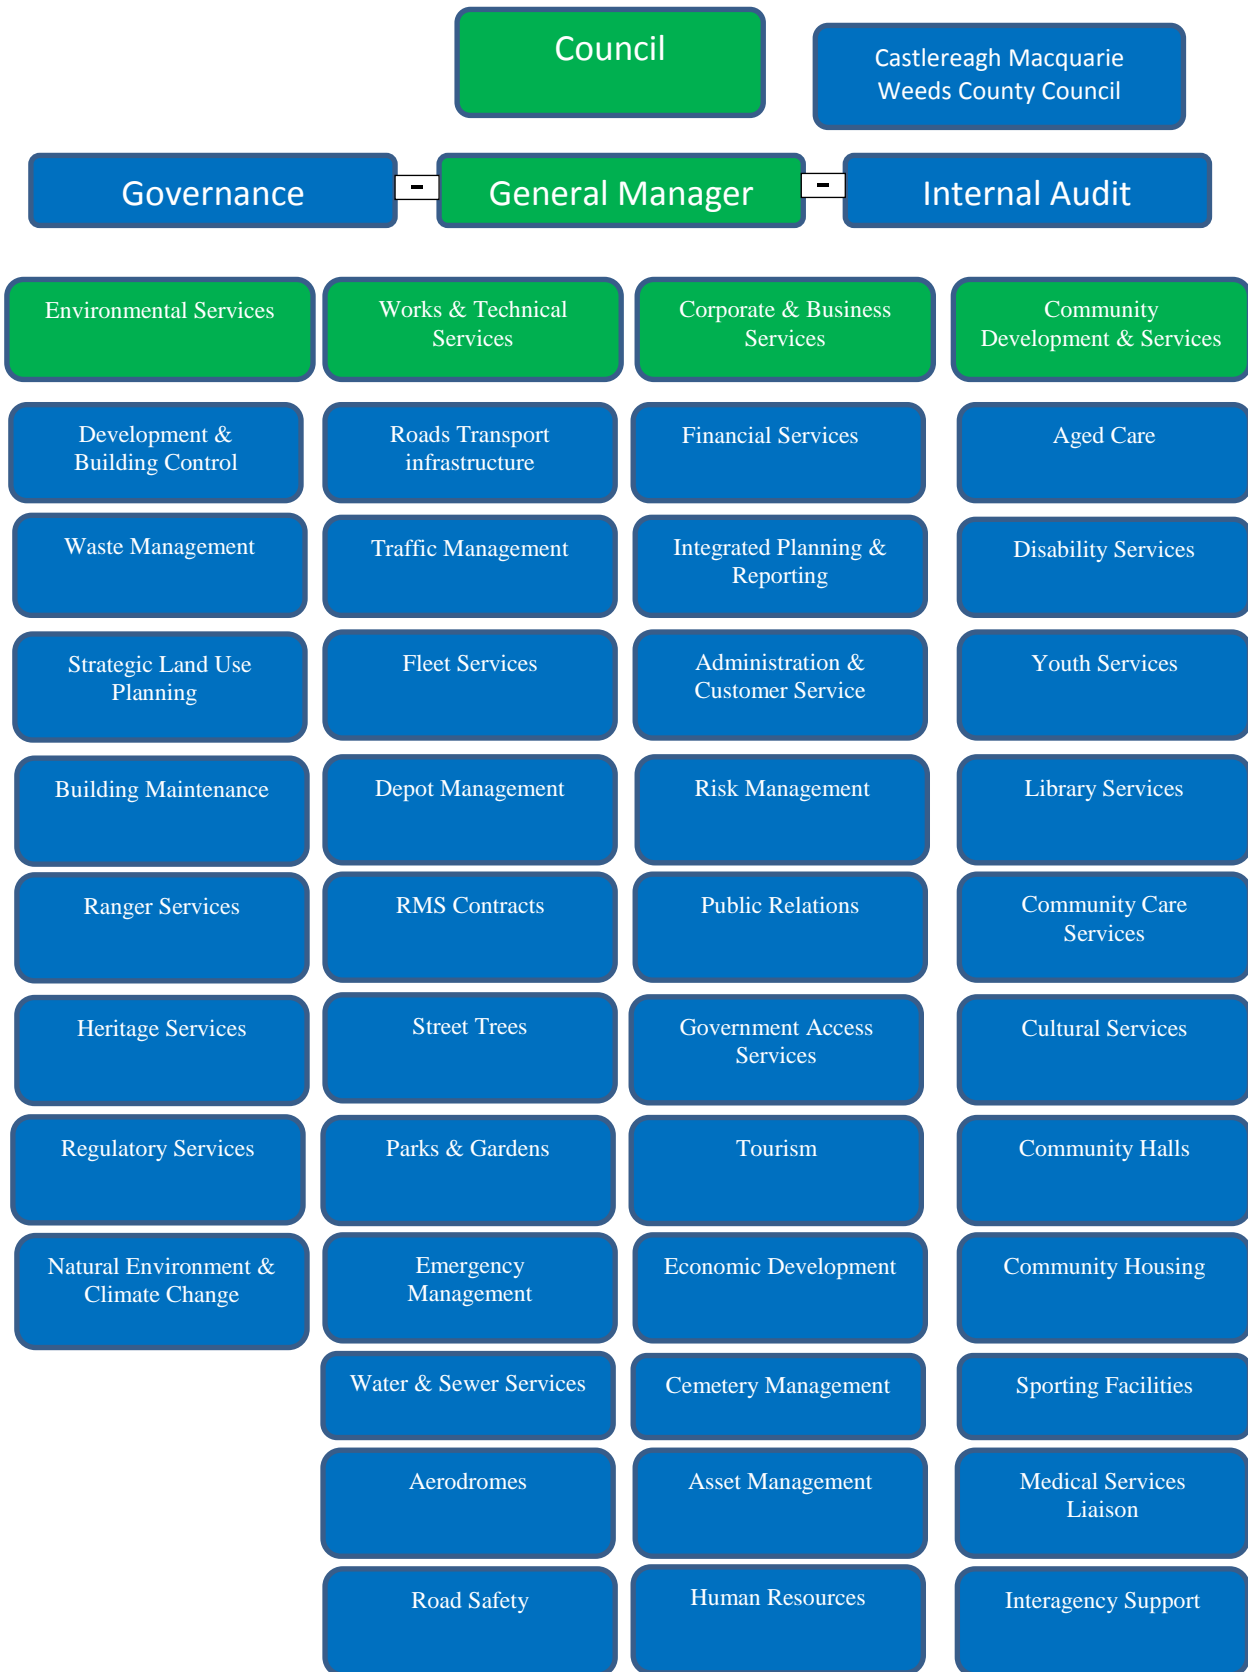 Council
Castlereagh Macquarie
Weeds County Council
Governance
-
General Manager
-
Internal Audit
Environmental Services
Works & Technical
Services
Corporate & Business
Services
Community
Development & Services
Development &
Building Control
Roads Transport
infrastructure
Financial Services
Aged Care
Waste Management
Traffic Management
Integrated Planning &
Reporting
Disability Services
Strategic Land Use
Planning
Fleet Services
Administration &
Customer Service
Youth Services
Building Maintenance
Depot Management
Risk Management
Library Services
Ranger Services
RMS Contracts
Public Relations
Community Care
Services
Heritage Services
Street Trees
Government Access
Services
Cultural Services
Regulatory Services
Parks & Gardens
Tourism
Community Halls
Natural Environment &
Climate Change
Emergency
Management
Economic Development
Community Housing
Water & Sewer Services
Cemetery Management
Sporting Facilities
Aerodromes
Asset Management
Medical Services
Liaison
Road Safety
Human Resources
Interagency Support